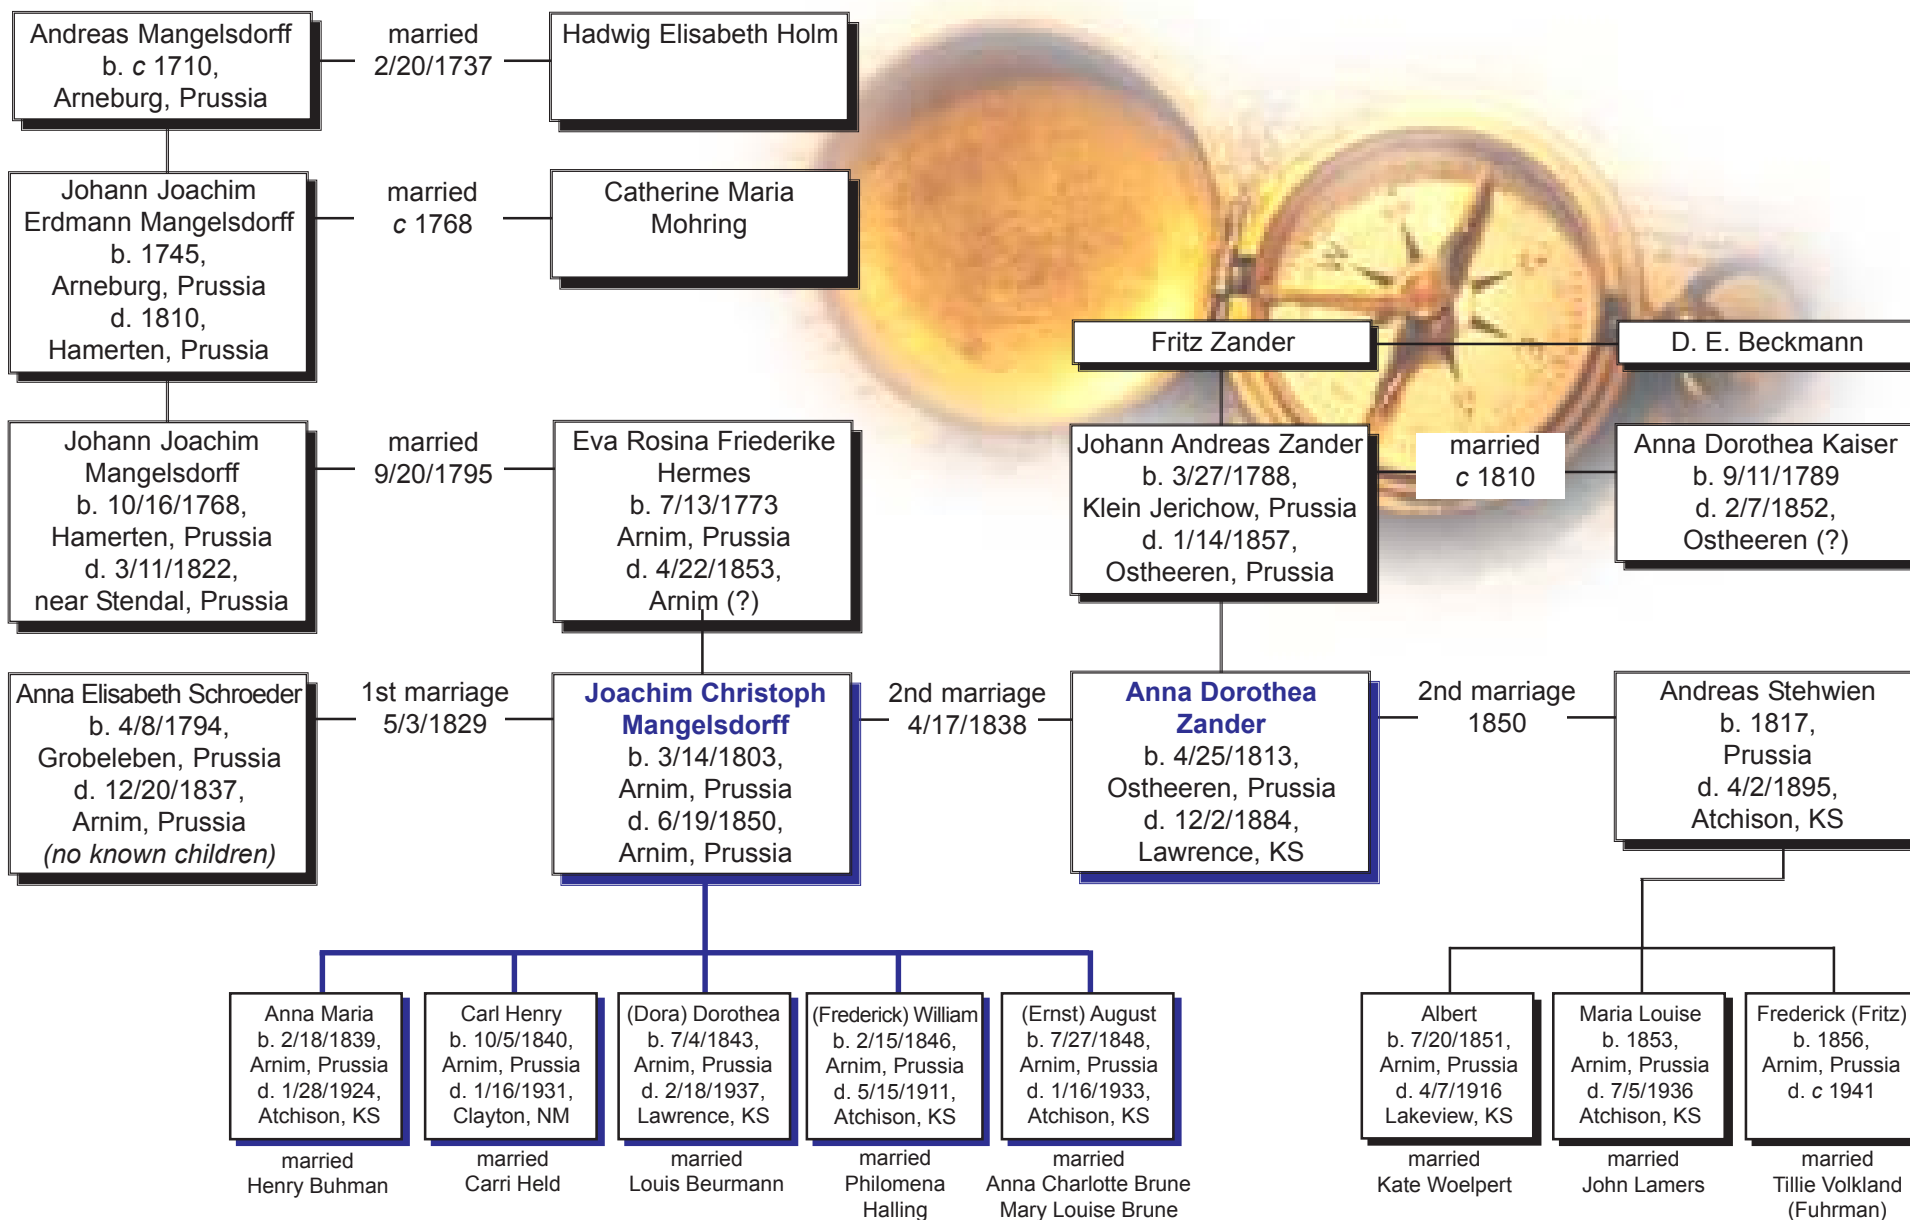 Andreas Mangelsdorff
b. c 1710,
Arneburg, Prussia
married
2/20/1737
Hadwig Elisabeth Holm
Johann Joachim
Erdmann Mangelsdorff
b. 1745,
Arneburg, Prussia
d. 1810,
Hamerten, Prussia
married
c 1768
Catherine Maria
Mohring
Fritz Zander
D. E. Beckmann
Johann Joachim
Mangelsdorff
b. 10/16/1768,
Hamerten, Prussia
d. 3/11/1822,
near Stendal, Prussia
married
9/20/1795
Eva Rosina Friederike
Hermes
b. 7/13/1773
Arnim, Prussia
d. 4/22/1853,
Arnim (?)
Johann Andreas Zander
b. 3/27/1788,
Klein Jerichow, Prussia
d. 1/14/1857,
Ostheeren, Prussia
married
c 1810
Anna Dorothea Kaiser
b. 9/11/1789
d. 2/7/1852,
Ostheeren (?)
Anna Elisabeth Schroeder
b. 4/8/1794,
Grobeleben, Prussia
d. 12/20/1837,
Arnim, Prussia
(no known children)
1st marriage
5/3/1829
Joachim Christoph
Mangelsdorff
b. 3/14/1803,
Arnim, Prussia
d. 6/19/1850,
Arnim, Prussia
2nd marriage
4/17/1838
Anna Dorothea
Zander
b. 4/25/1813,
Ostheeren, Prussia
d. 12/2/1884,
Lawrence, KS
2nd marriage
1850
Andreas Stehwien
b. 1817,
Prussia
d. 4/2/1895,
Atchison, KS
Anna Maria
b. 2/18/1839,
Arnim, Prussia
d. 1/28/1924,
Atchison, KS
married
Henry Buhman
Carl Henry
b. 10/5/1840,
Arnim, Prussia
d. 1/16/1931,
Clayton, NM
married
Carri Held
(Dora) Dorothea
b. 7/4/1843,
Arnim, Prussia
d. 2/18/1937,
Lawrence, KS
married
Louis Beurmann
(Frederick) William
b. 2/15/1846,
Arnim, Prussia
d. 5/15/1911,
Atchison, KS
married
Philomena
Halling
(Ernst) August
b. 7/27/1848,
Arnim, Prussia
d. 1/16/1933,
Atchison, KS
married
Anna Charlotte Brune
Mary Louise Brune
Albert
b. 7/20/1851,
Arnim, Prussia
d. 4/7/1916
Lakeview, KS
married
Kate Woelpert
Maria Louise
b. 1853,
Arnim, Prussia
d. 7/5/1936
Atchison, KS
married
John Lamers
Frederick (Fritz)
b. 1856,
Arnim, Prussia
d. c 1941
married
Tillie Volkland
(Fuhrman)